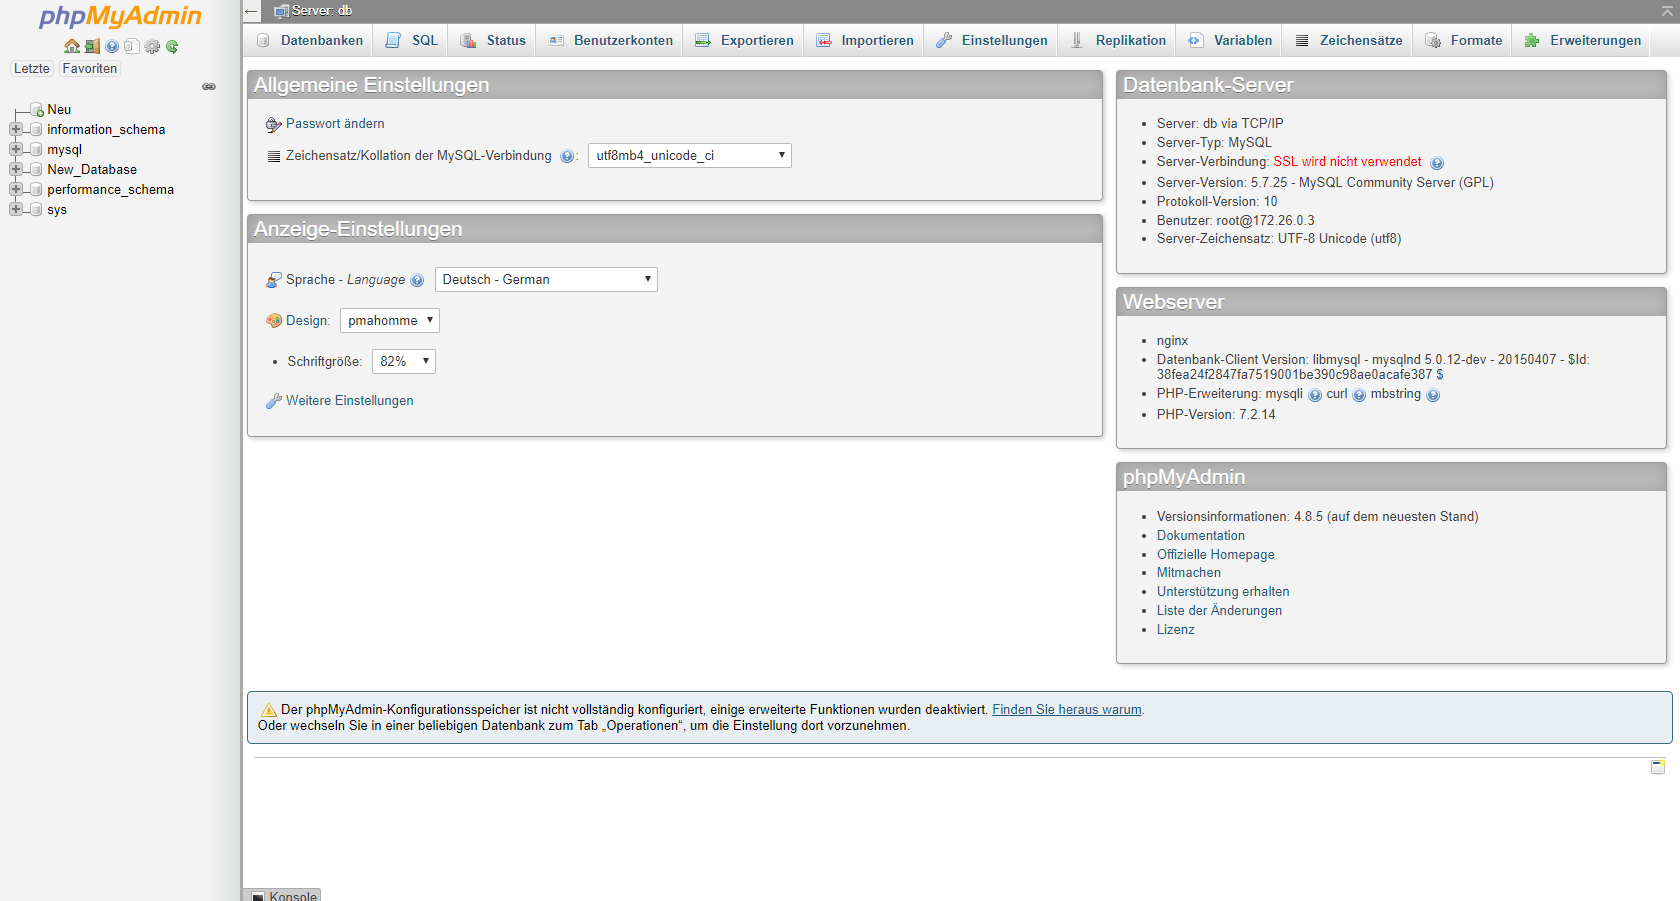 phpMyAdmin
Letzte Favoriten
Neu
information_schema
mysql
New_Database
performance_schema
sys
Server: db
Datenbanken SQL Status Benutzerkonten Exportieren Importieren Einstellungen Replikation Variablen Zeichensätze Formate Erweiterungen
Allgemeine Einstellungen
Passwort ändern
Zeichensatz/Kollation der MySQL-Verbindung : utf8mb4_unicode_ci
Anzeige-Einstellungen
Sprache - Language Deutsch - German
Design: pmahomme
• Schriftgröße: 82%
Weitere Einstellungen
Datenbank-Server
• Server: db via TCP/IP
• Server-Typ: MySQL
• Server-Verbindung: SSL wird nicht verwendet
• Server-Version: 5.7.25 - MySQL Community Server (GPL)
• Protokoll-Version: 10
• Benutzer: root@172.26.0.3
• Server-Zeichensatz: UTF-8 Unicode (utf8)
Webserver
• nginx
• Datenbank-Client Version: libmysql - mysqlnd 5.0.12-dev - 20150407 - $Id:
38fea24f2847fa7519001be390c98ae0acafe387 $
• PHP-Erweiterung: mysqli curl mbstring
• PHP-Version: 7.2.14
phpMyAdmin
• Versionsinformationen: 4.8.5 (auf dem neuesten Stand)
• Dokumentation
• Offizielle Homepage
• Mitmachen
• Unterstützung erhalten
• Liste der Änderungen
• Lizenz
Der phpMyAdmin-Konfigurationsspeicher ist nicht vollständig konfiguriert, einige erweiterte Funktionen wurden deaktiviert. Finden Sie heraus warum.
Oder wechseln Sie in einer beliebigen Datenbank zum Tab „Operationen“, um die Einstellung dort vorzunehmen.
Konsole